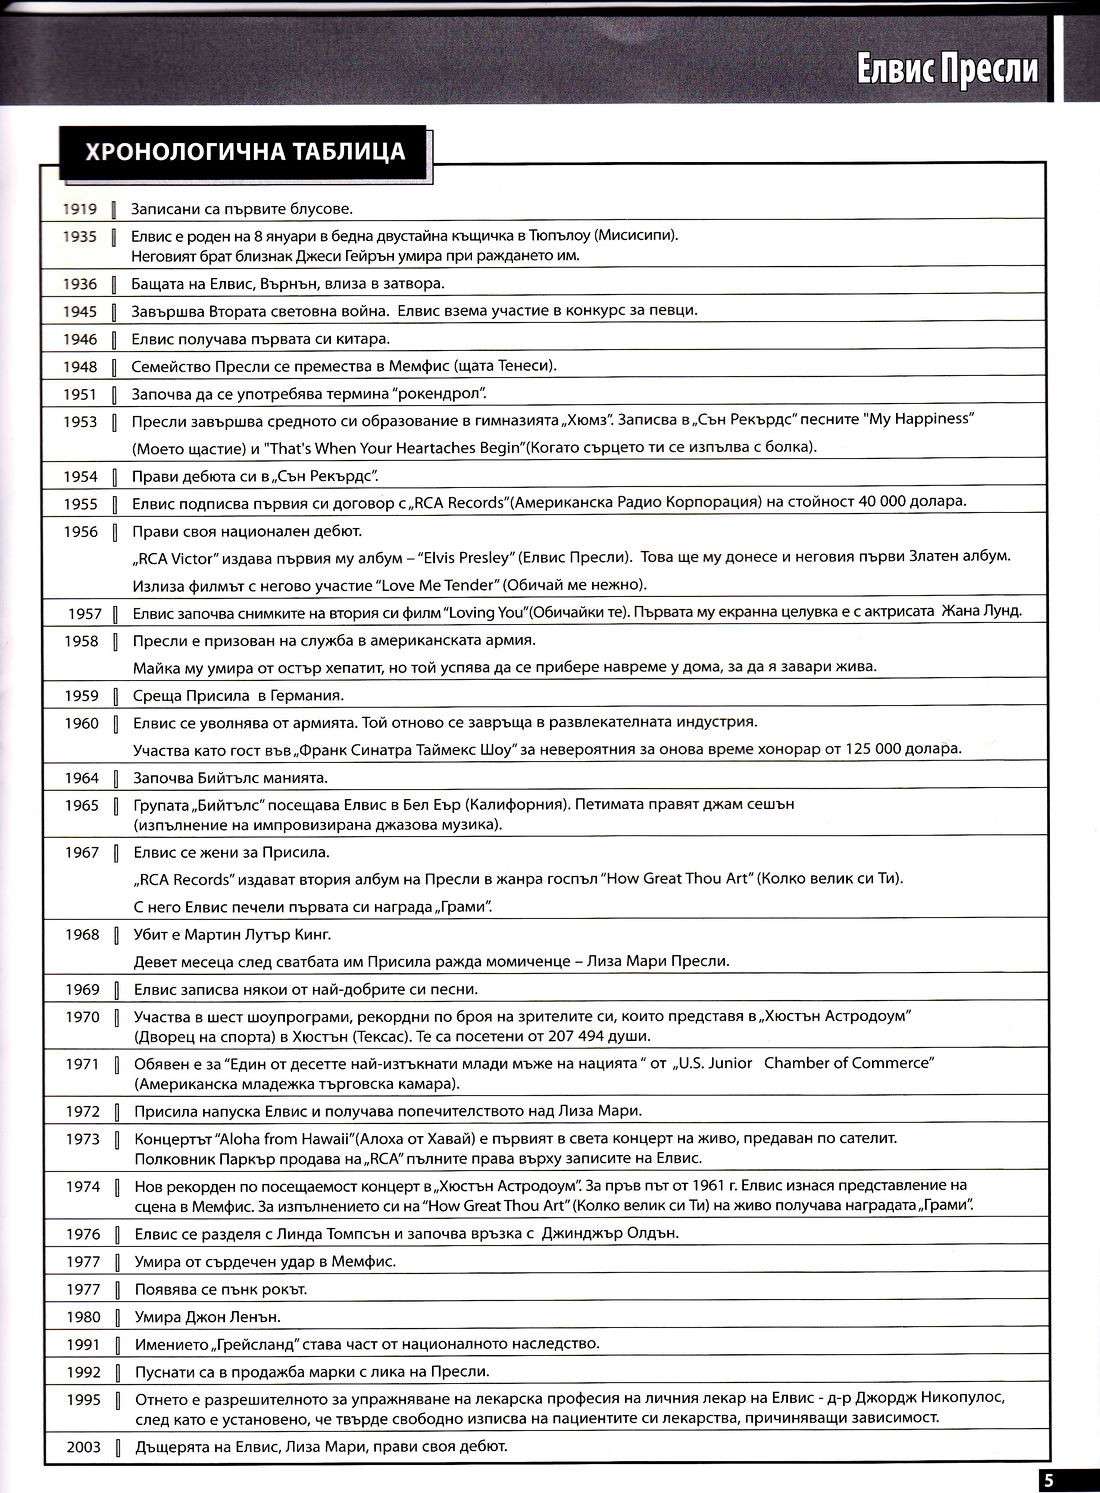 Елвис Пресли
ХРОНОЛОГИЧНА ТАБЛИЦА
1919 Записани са първите блусове.
1935 Елвис е роден на 8 януари в бедна двустайна къщичка в Тюпълоу (Мисисипи).
Неговият брат близнак Джеси Гейрън умира при раждането им.
1936 Бащата на Елвис, Върнън, влиза в затвора.
1945 Завършва Втората световна война. Елвис взема участие в конкурс за певци.
1946 Елвис получава първата си китара.
1948 Семейство Пресли се премества в Мемфис (щата Тенеси).
1951 Започва да се употребява термина “рокендрол”.
1953 Пресли завършва средното си образование в гимназията „Хюмз”. Записва в „Сън Рекърдс” песните "My Happiness"
(Моето щастие) и "That's When Your Heartaches Begin” (Когато сърцето ти се изпълва с болка).
1954 Прави дебюта си в „Сън Рекърдс”.
1955 Елвис подписва първия си договор с „RCA Records” (Американска Радио Корпорация) на стойност 40 000 долара.
1956 Прави своя национален дебют.
„RCA Victor” издава първия му албум – “Elvis Presley” (Елвис Пресли). Това ще му донесе и неговия първи Златен албум.
Излиза филмът с негово участие “Love Me Tender” (Обичай ме нежно).
1957 Елвис започва снимките на втория си филм “Loving You” (Обичайки те). Първата му екранна целувка е с актрисата Жана Лунд.
1958 Пресли е призован на служба в американската армия.
Майка му умира от остър хепатит, но той успява да се прибере навреме у дома, за да я завари жива.
1959 Среща Присила в Германия.
1960 Елвис се уволнява от армията. Той отново се завръща в развлекателната индустрия.
Участва като гост във „Франк Синатра Таймекс Шоу” за невероятния за онова време хонорар от 125 000 долара.
1964 Започва Бийтълс манията.
1965 Групата „Бийтълс” посещава Елвис в Бел Еър (Калифорния). Петимата правят джам сешън
(изпълнение на импровизирана джазова музика).
1967 Елвис се жени за Присила.
„RCA Records” издават втория албум на Пресли в жанра госпъл “How Great Thou Art” (Колко велик си Ти).
С него Елвис печели първата си награда „Грами”.
1968 Убит е Мартин Лутър Кинг.
Девет месеца след сватбата им Присила ражда момиченце – Лиза Мари Пресли.
1969 Елвис записва някои от най-добрите си песни.
1970 Участва в шест шоупрограми, рекордни по броя на зрителите си, които представя в „Хюстън Астродоум”
(Дворец на спорта) в Хюстън (Тексас). Те са посетени от 207 494 души.
1971 Обявен е за “Един от десетте най-изтъкнати млади мъже на нацията “ от „U.S. Junior Chamber of Commerce”
(Американска младежка търговска камара).
1972 Присила напуска Елвис и получава попечителството над Лиза Мари.
1973 Концертът “Aloha from Hawaii” (Алоха от Хавай) е първият в света концерт на живо, предаван по сателит.
Полковник Паркър продава на „RCA” пълните права върху записите на Елвис.
1974 Нов рекорден по посещаемост концерт в „Хюстън Астродоум”. За пръв път от 1961 г. Елвис изнася представление на
сцена в Мемфис. За изпълнението си на “How Great Thou Art” (Колко велик си Ти) на живо получава наградата „Грами”.
1976 Елвис се разделя с Линда Томпсън и започва връзка с Джинджър Олдън.
1977 Умира от сърдечен удар в Мемфис.
1977 Появява се пънк рокът.
1980 Умира Джон Ленън.
1991 Имението „Грейсланд” става част от националното наследство.
1992 Пуснати са в продажба марки с лика на Пресли.
1995 Отнето е разрешителното за упражняване на лекарска професия на личния лекар на Елвис - д-р Джордж Никопулос,
след като е установено, че твърде свободно изписва на пациентите си лекарства, причиняващи зависимост.
2003 Дъщерята на Елвис, Лиза Мари, прави своя дебют.
5